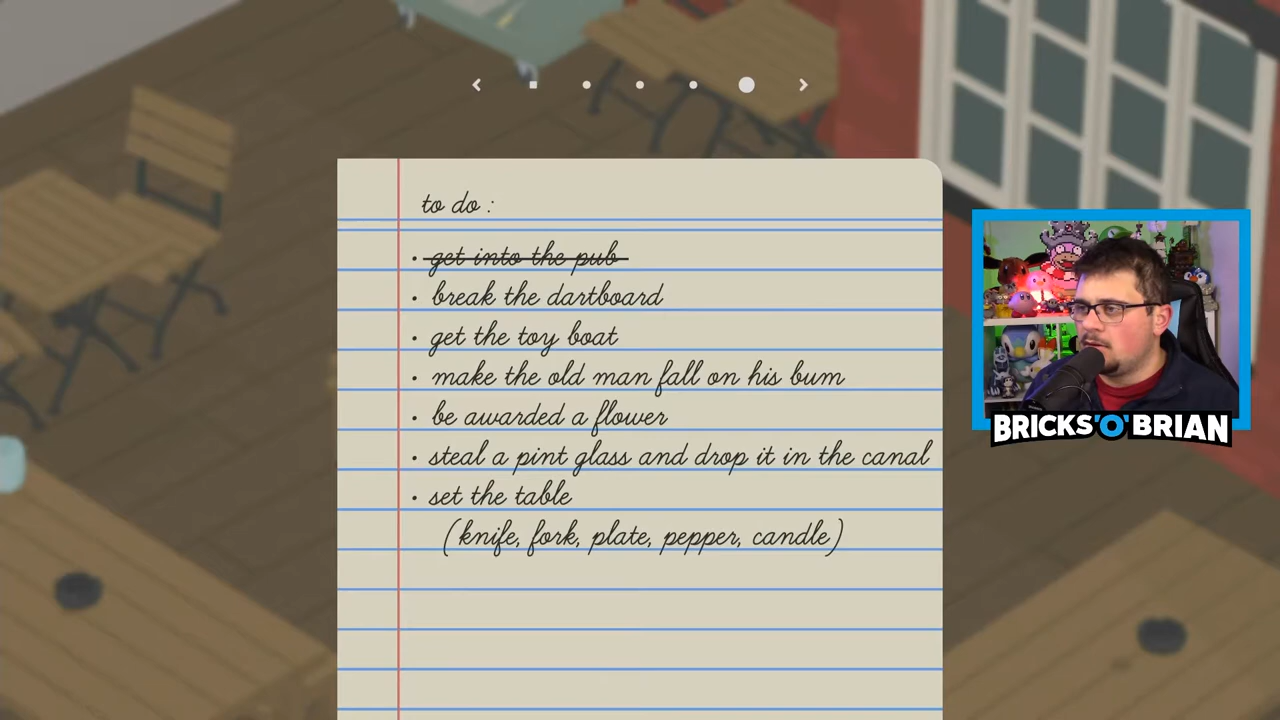 to do :
• get into the pub
• break the dartboard
• get the toy boat
• make the old man fall on his bum
• be awarded a flower
• steal a pint glass and drop it in the canal
• set the table
(knife, fork, plate, pepper, candle)
BRICKS'O'BRIAN